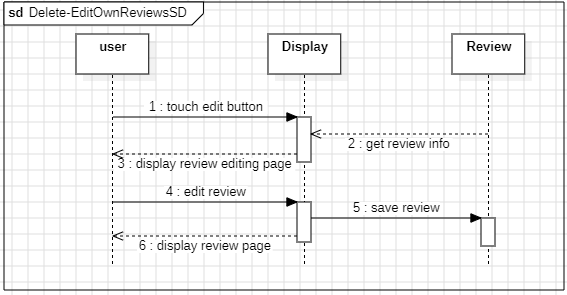 sd Delete-EditOwnReviewsSD
user
Display
Review
1 : touch edit button
2 : get review info
3 : display review editing page
4 : edit review
5 : save review
6 : display review page